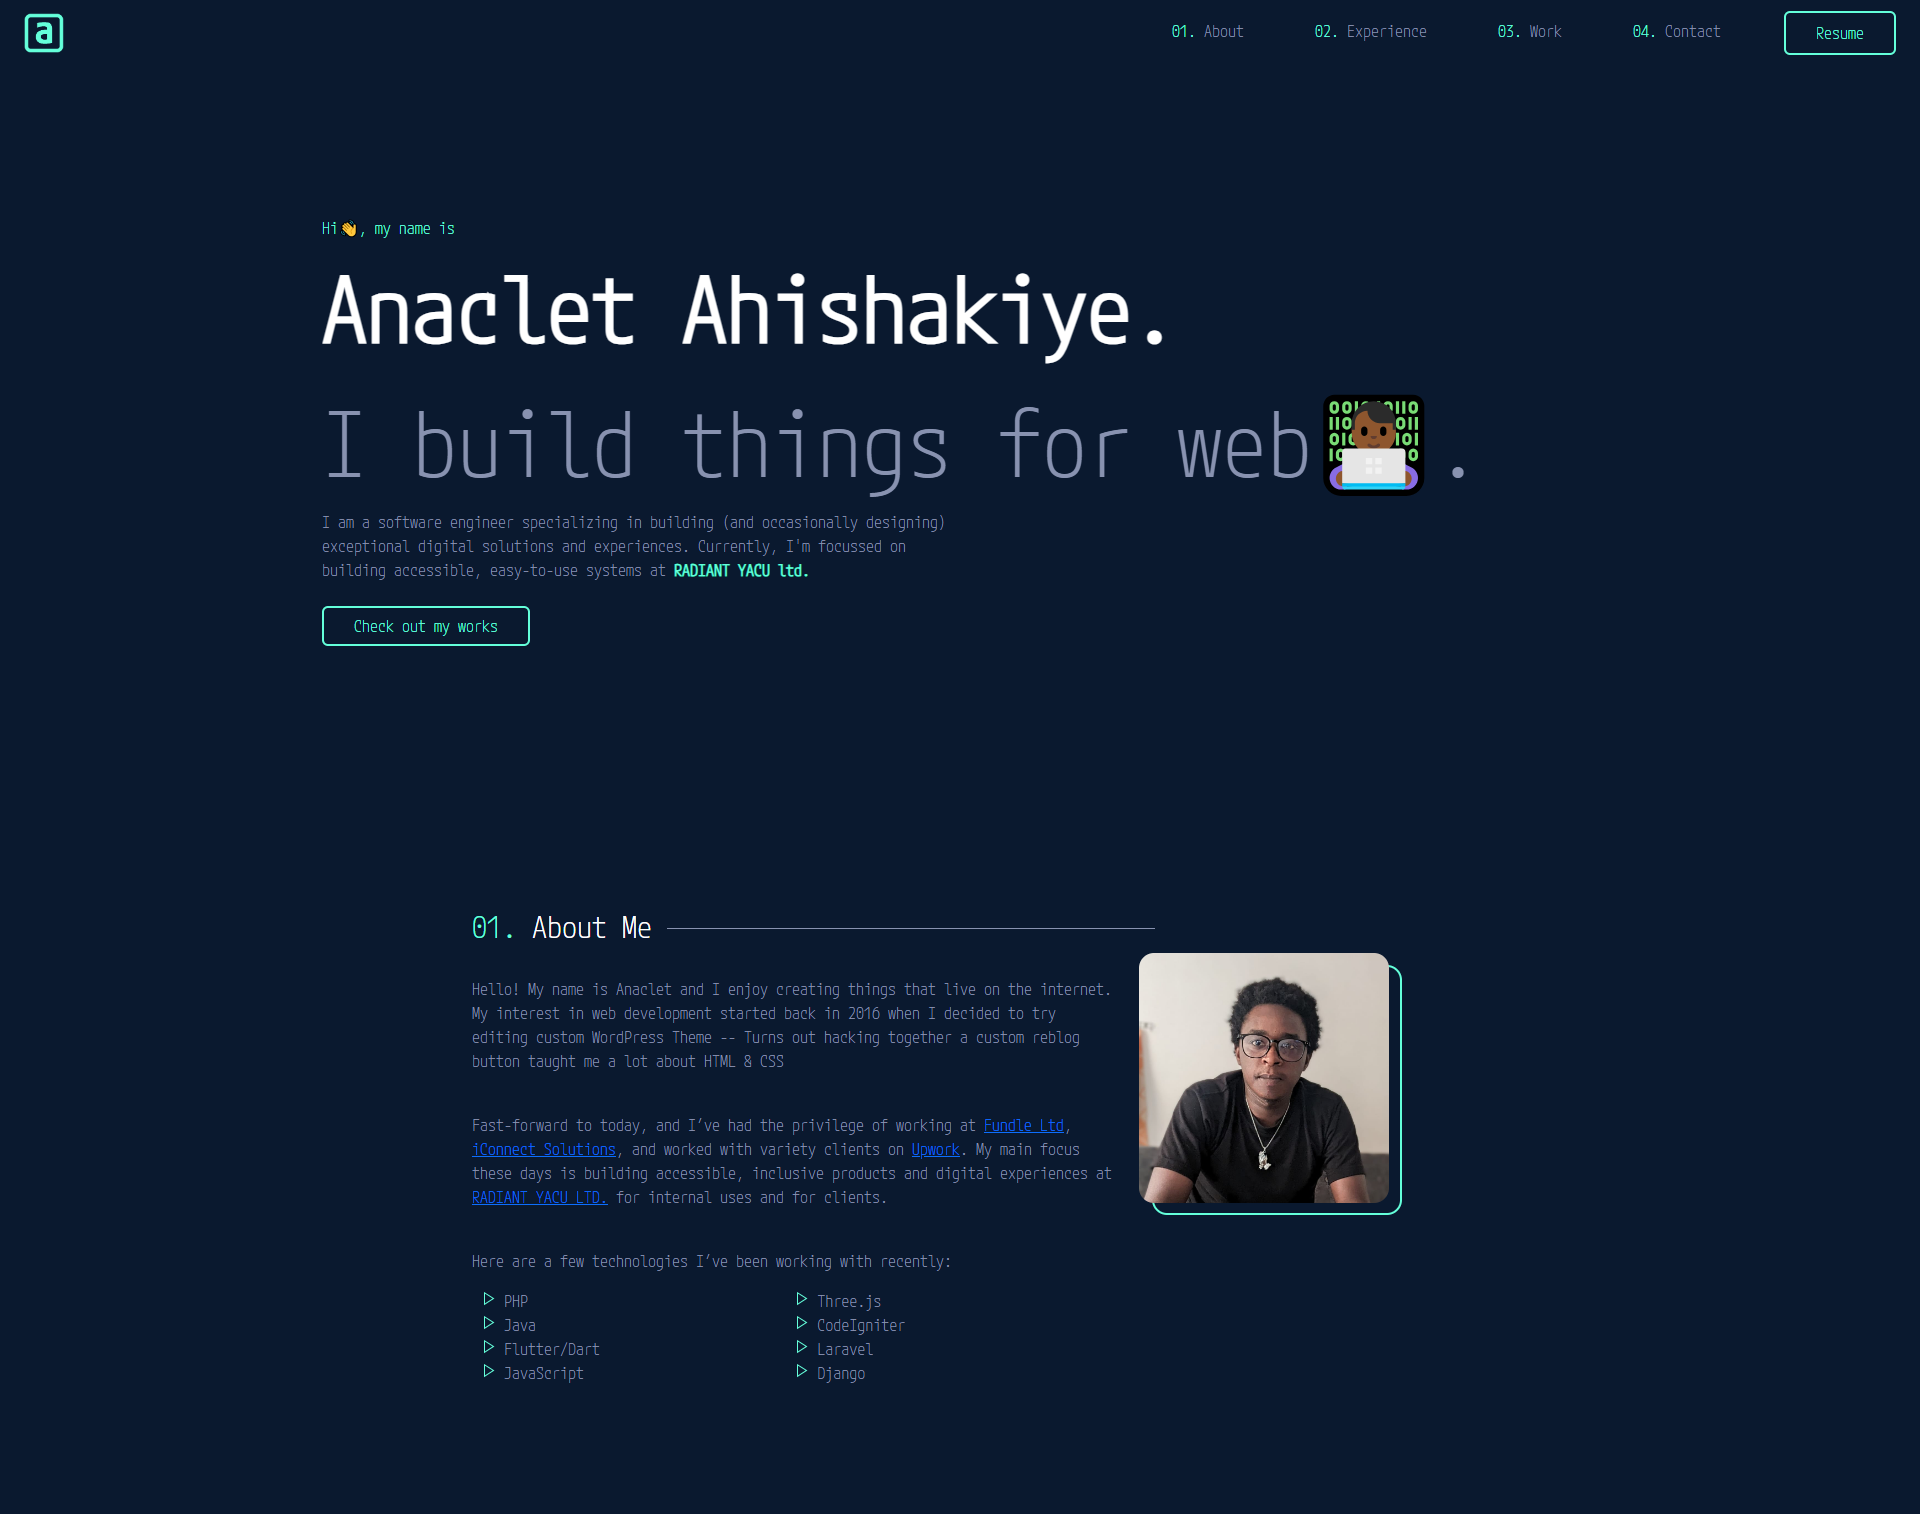 a
01. About
02. Experience
03. Work
04. Contact
Resume
Hi👋, my name is
Anaclet Ahishakiye.
I build things for web👨🏾‍💻.
I am a software engineer specializing in building (and occasionally designing)
exceptional digital solutions and experiences. Currently, I'm focussed on
building accessible, easy-to-use systems at RADIANT YACU ltd.
Check out my works
01. About Me
Hello! My name is Anaclet and I enjoy creating things that live on the internet.
My interest in web development started back in 2016 when I decided to try
editing custom WordPress Theme -- Turns out hacking together a custom reblog
button taught me a lot about HTML & CSS
Fast-forward to today, and I’ve had the privilege of working at Fundle Ltd,
iConnect Solutions, and worked with variety clients on Upwork. My main focus
these days is building accessible, inclusive products and digital experiences at
RADIANT YACU LTD. for internal uses and for clients.
Here are a few technologies I’ve been working with recently:
PHP
Java
Flutter/Dart
JavaScript
Three.js
CodeIgniter
Laravel
Django